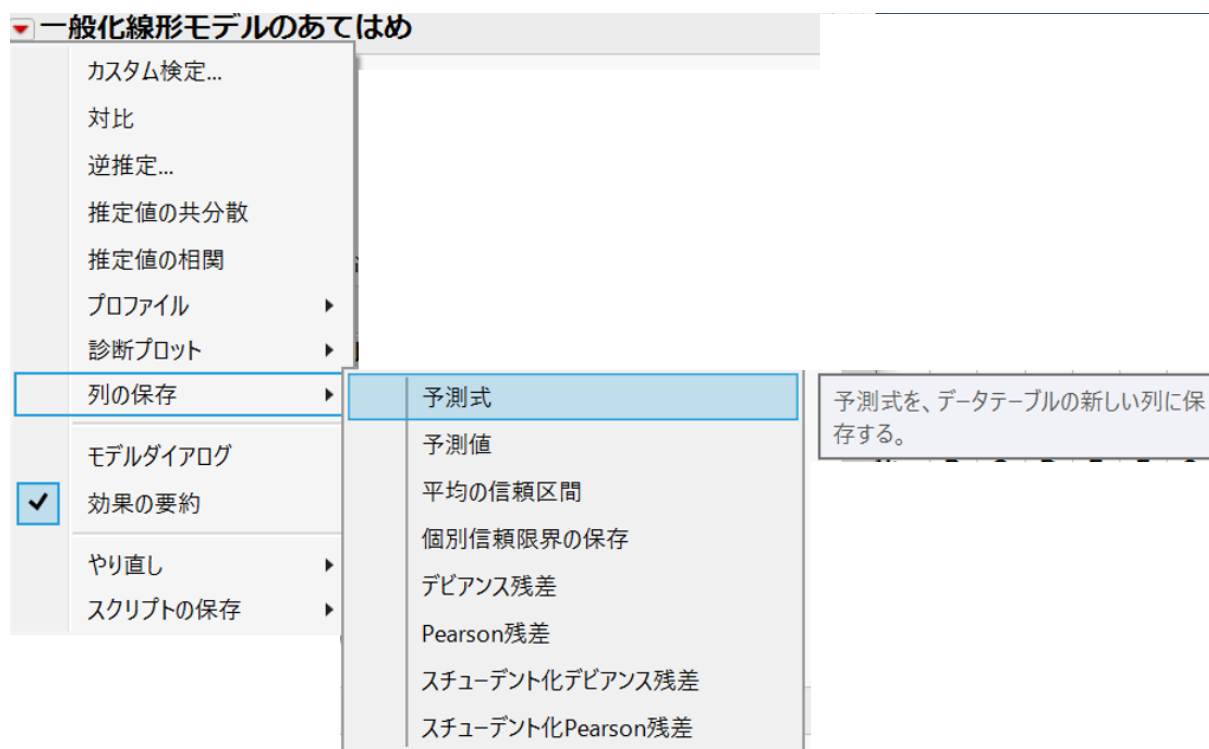 一般化線形モデルのあてはめ
カスタム検定...
対比
逆推定...
推定値の共分散
推定値の相関
プロファイル
診断プロット
列の保存
モデルダイアログ
効果の要約
やり直し
スクリプトの保存
予測式
予測値
平均の信頼区間
個別信頼限界の保存
デビアンス残差
Pearson残差
スチューデント化デビアンス残差
スチューデント化Pearson残差
予測式を、データテーブルの新しい列に保
存する。